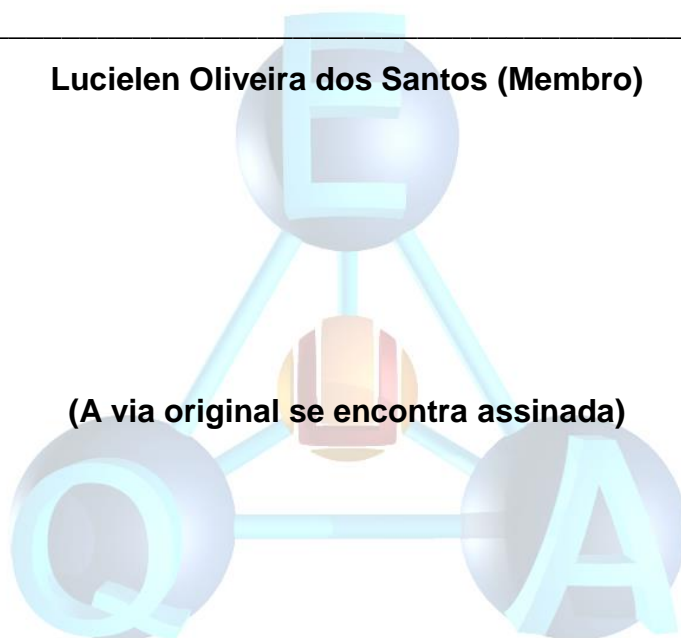 Lucielen Oliveira dos Santos (Membro)
E
(A via original se encontra assinada)
Q A